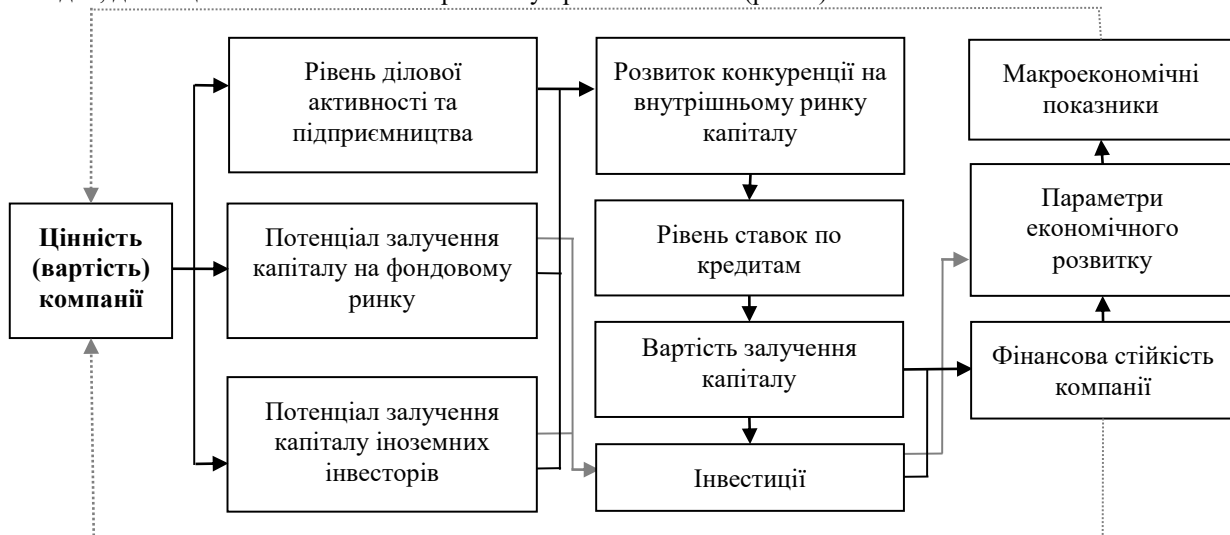 Рівень ділової
активності та
підприємництва
Розвиток конкуренції на
внутрішньому ринку
капіталу
Макроекономічні
показники
Цінність
(вартість)
компанії
Потенціал залучення
капіталу на фондовому
ринку
Рівень ставок по
кредитам
Параметри
економічного
розвитку
Вартість залучення
капіталу
Фінансова стійкість
компанії
Потенціал залучення
капіталу іноземних
інвесторів
Інвестиції